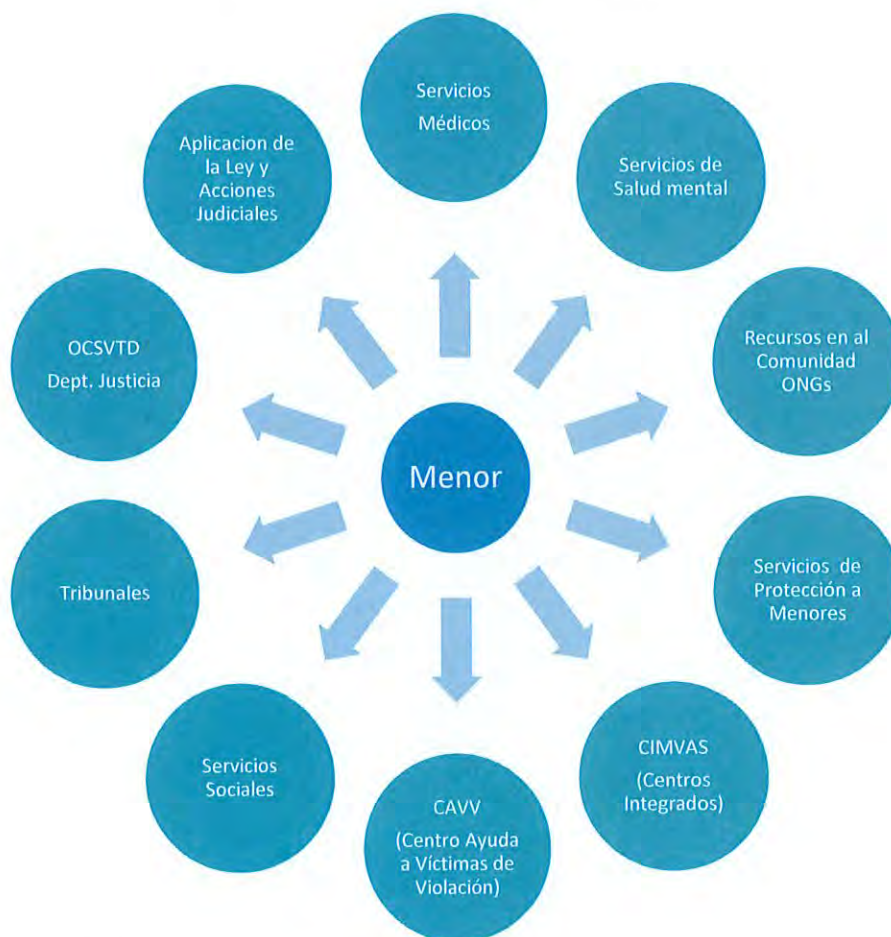 Servicios
Médicos
Servicios de
Salud mental
Recursos en al
Comunidad
ONGs
Servicios de
Protección a
Menores
CIMVAS
(Centros
Integrados)
CAVV
(Centro Ayuda
a Víctimas de
Violación)
Servicios
Sociales
Tribunales
OCSVTD
Dept. Justicia
Aplicacion de
la Ley y
Acciones
Judiciales
Menor